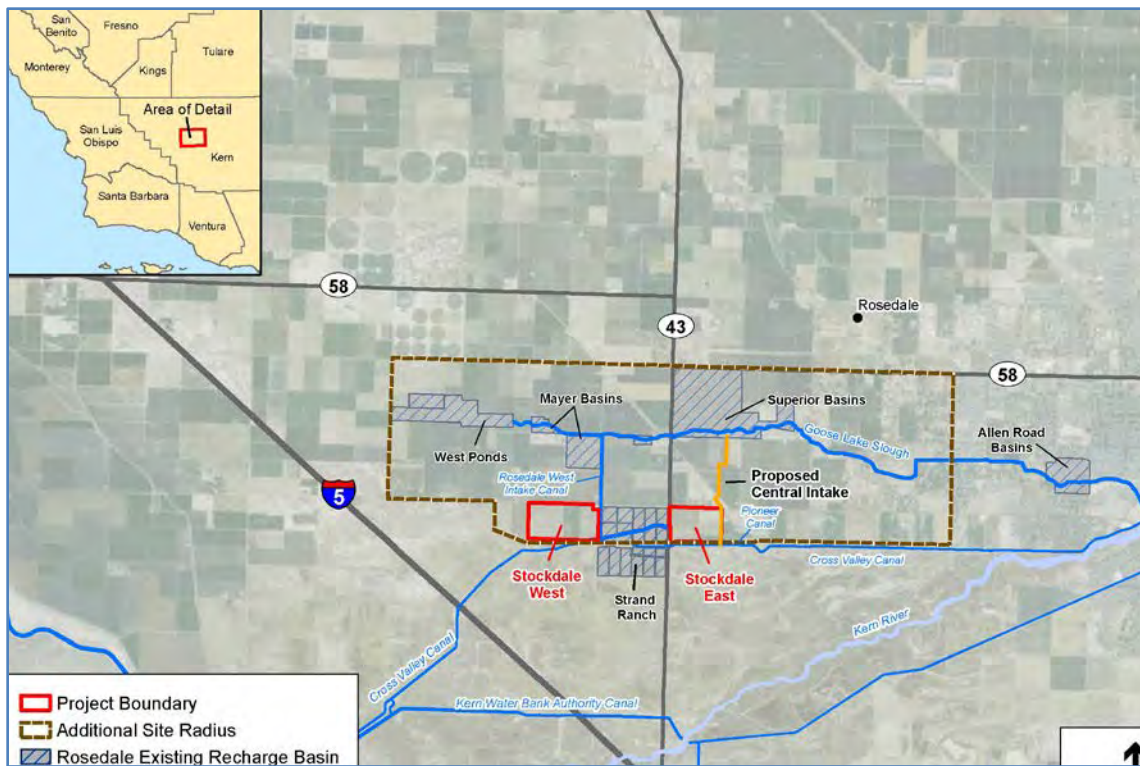 San
Benito
Fresno
Tulare
Monterey
Kings
Area of Detail
San Luis
Obispo
Kern
Santa Barbara
Ventura
58
43
Rosedale
58
Mayer Basins
Superior Basins
Goose Lake Slough
Allen Road
Basins
West Ponds
Rosedale West
Intake Canal
Proposed
Central Intake
5
Pioneer
Canal
Cross Valley Canal
Stockdale
West
Stockdale
East
Strand
Ranch
Kern River
Cross Valley Canal
Kern Water Bank Authority Canal
Project Boundary
Additional Site Radius
Rosedale Existing Recharge Basin